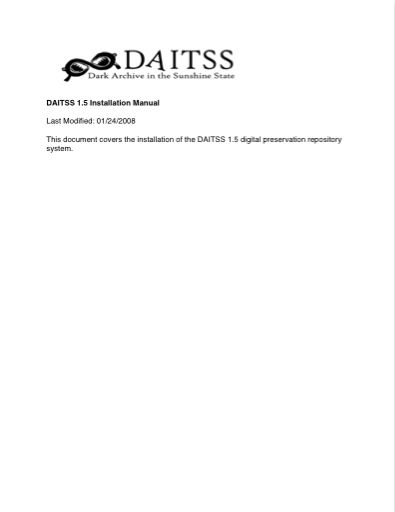 DAITSS
Dark Archive in the Sunshine State
DAITSS 1.5 Installation Manual
Last Modified: 01/24/2008
This document covers the installation of the DAITSS 1.5 digital preservation repository
system.